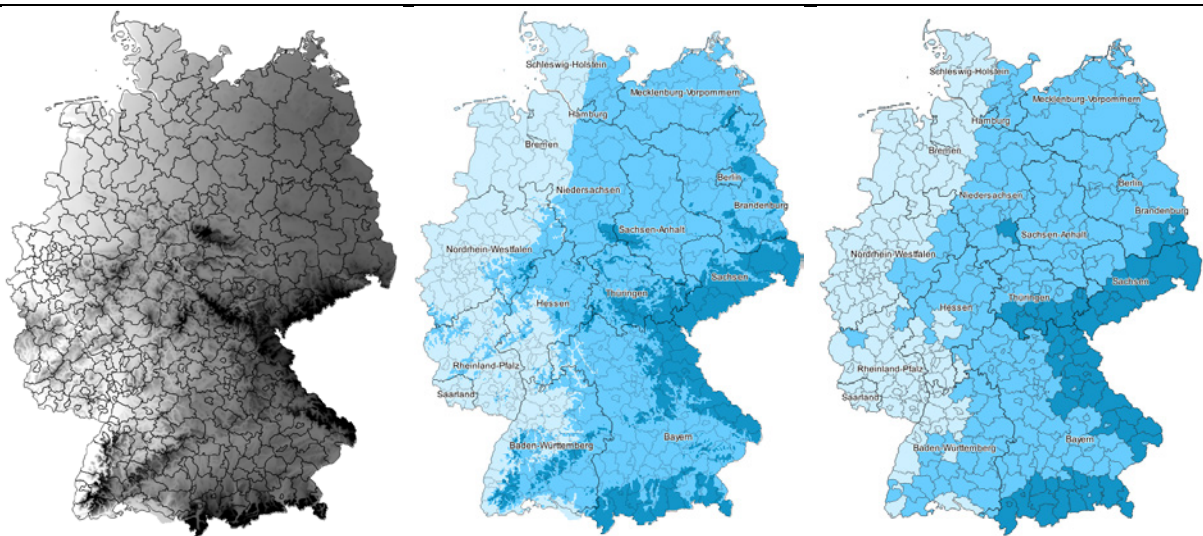 Schleswig-Holstein
Mecklenburg-Vorpommern
Hamburg
Bremen
Niedersachsen
Berlin
Brandenburg
Sachsen-Anhalt
Nordrhein-Westfalen
Sachsen
Thüringen
Hessen
Rheinland-Pfalz
Saarland
Bayern
Baden-Württemberg
Schleswig-Holstein
Mecklenburg-Vorpommern
Hamburg
Bremen
Berlin
Niedersachsen
Brandenburg
Sachsen-Anhalt
Nordrhein-Westfalen
Sachsen
Thüringen
Hessen
Rheinland-Pfalz
Saarland
Bayern
Baden-Württemberg